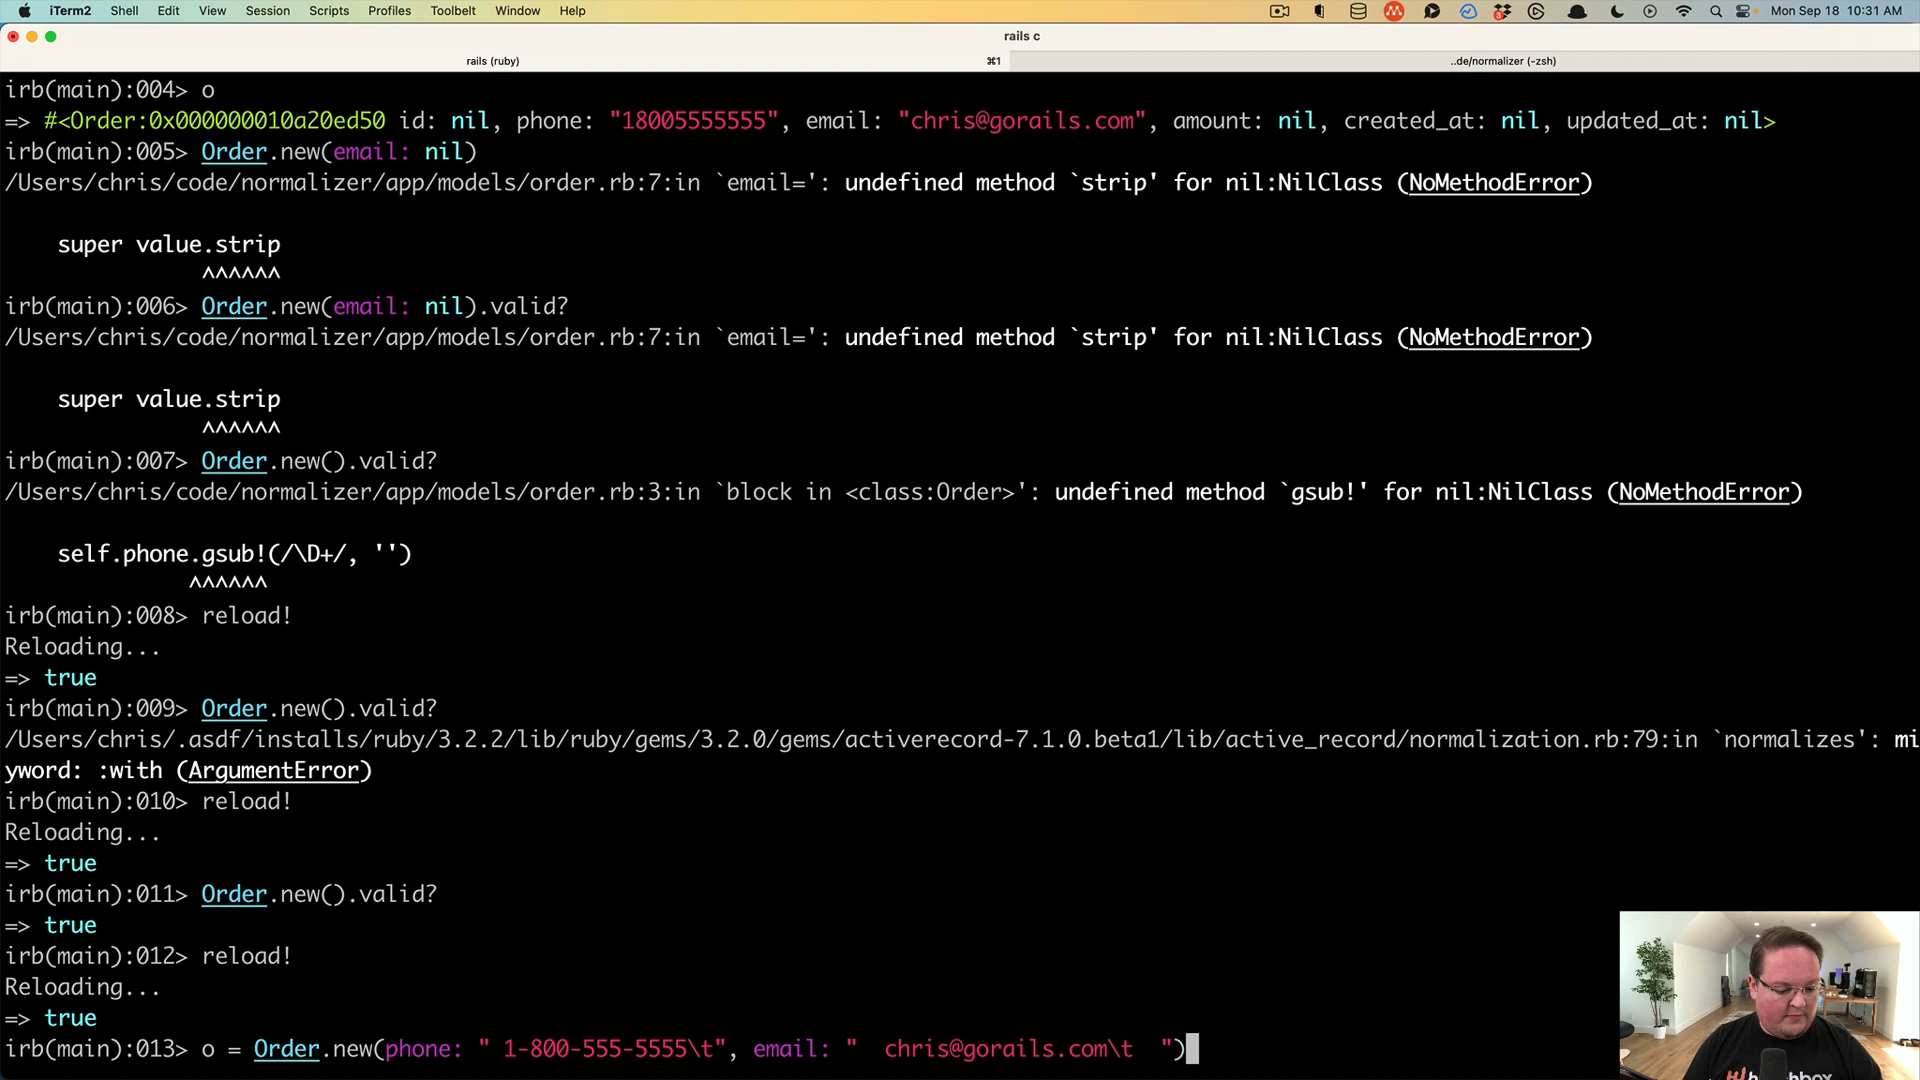 iTerm2 Shell Edit View Session Scripts Profiles Toolbelt Window Help Mon Sep 18 10:31 AM
rails c
rails (ruby) ⌘1 ..de/normalizer (-zsh)
irb(main):004> o
=> #<Order:0x000000010a20ed50 id: nil, phone: "18005555555", email: "chris@gorails.com", amount: nil, created_at: nil, updated_at: nil>
irb(main):005> Order.new(email: nil)
/Users/chris/code/normalizer/app/models/order.rb:7:in `email=': undefined method `strip' for nil:NilClass (NoMethodError)
super value.strip
^^^^^^
irb(main):006> Order.new(email: nil).valid?
/Users/chris/code/normalizer/app/models/order.rb:7:in `email=': undefined method `strip' for nil:NilClass (NoMethodError)
super value.strip
^^^^^^
irb(main):007> Order.new().valid?
/Users/chris/code/normalizer/app/models/order.rb:3:in `block in <class:Order>': undefined method `gsub!' for nil:NilClass (NoMethodError)
self.phone.gsub!(/\D+/, '')
^^^^^^
irb(main):008> reload!
Reloading...
=> true
irb(main):009> Order.new().valid?
/Users/chris/.asdf/installs/ruby/3.2.2/lib/ruby/gems/3.2.0/gems/activerecord-7.1.0.beta1/lib/active_record/normalization.rb:79:in `normalizes': mi
yword: :with (ArgumentError)
irb(main):010> reload!
Reloading...
=> true
irb(main):011> Order.new().valid?
=> true
irb(main):012> reload!
Reloading...
=> true
irb(main):013> o = Order.new(phone: " 1-800-555-5555\t", email: "  chris@gorails.com\t  ")